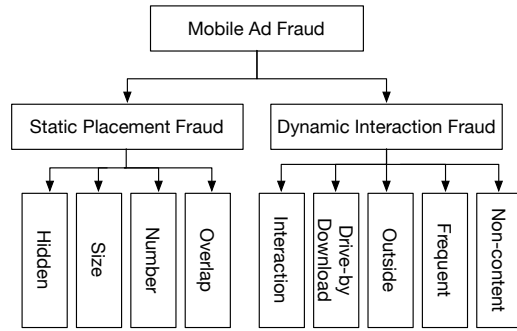 Mobile Ad Fraud
Static Placement Fraud
Dynamic Interaction Fraud
Hidden
Size
Number
Overlap
Interaction
Drive-by
Download
Outside
Frequent
Non-content